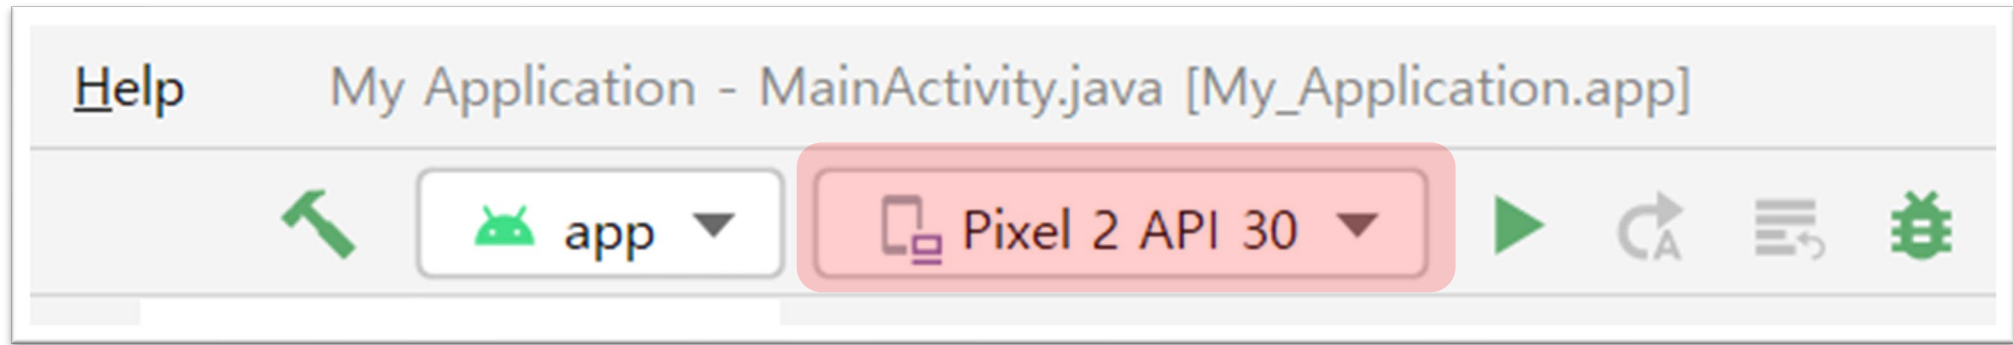 Help My Application - MainActivity.java [My_Application.app]
app Pixel 2 API 30